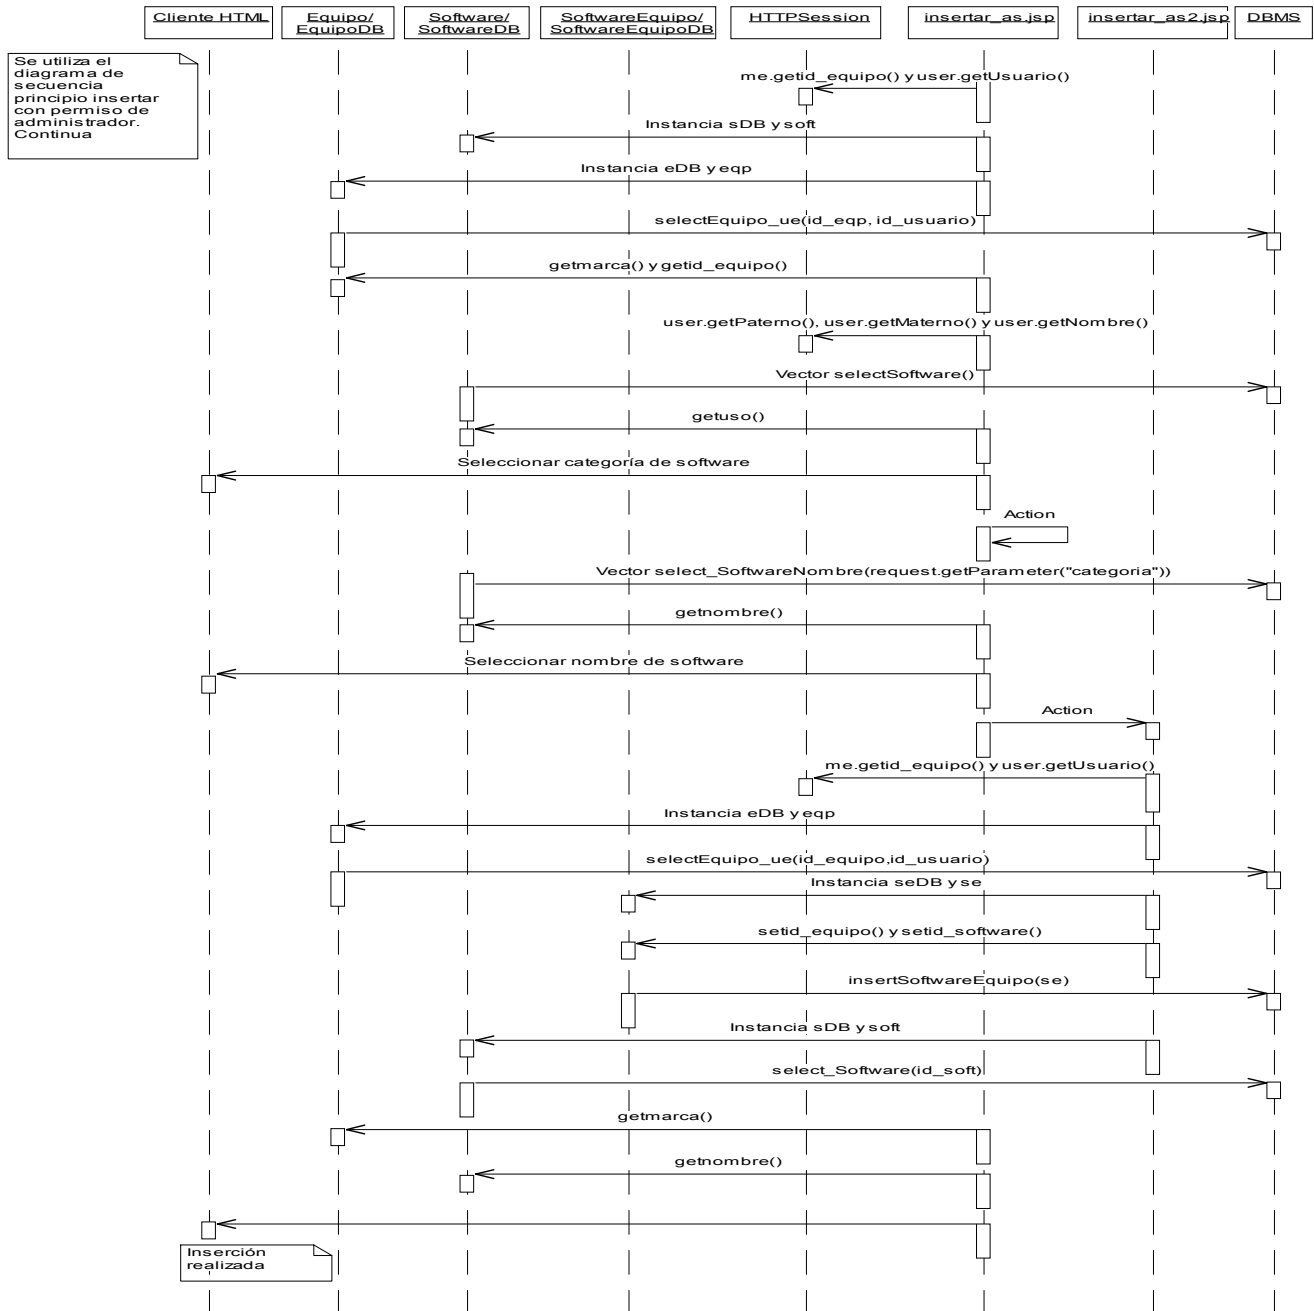 Cliente HTML
Equipo/
EquipoDB
Software/
SoftwareDB
SoftwareEquipo/
SoftwareEquipoDB
HTTPSession
insertar_as.jsp
insertar_as2.jsp
DBMS
Se utiliza el
diagrama de
secuencia
principio insertar
con permiso de
administrador.
Continua
me.getid_equipo() y user.getUsuario()
Instancia sDB y soft
Instancia eDB y eqp
selectEquipo_ue(id_eqp, id_usuario)
getmarca() y getid_equipo()
user.getPaterno(), user.getMaterno() y user.getNombre()
Vector selectSoftware()
getuso()
Seleccionar categoría de software
Action
Vector select_SoftwareNombre(request.getParameter("categoria"))
getnombre()
Seleccionar nombre de software
Action
me.getid_equipo() y user.getUsuario()
Instancia eDB y eqp
selectEquipo_ue(id_equipo,id_usuario)
Instancia seDB y se
setid_equipo() y setid_software()
insertSoftwareEquipo(se)
Instancia sDB y soft
select_Software(id_soft)
getmarca()
getnombre()
Inserción
realizada